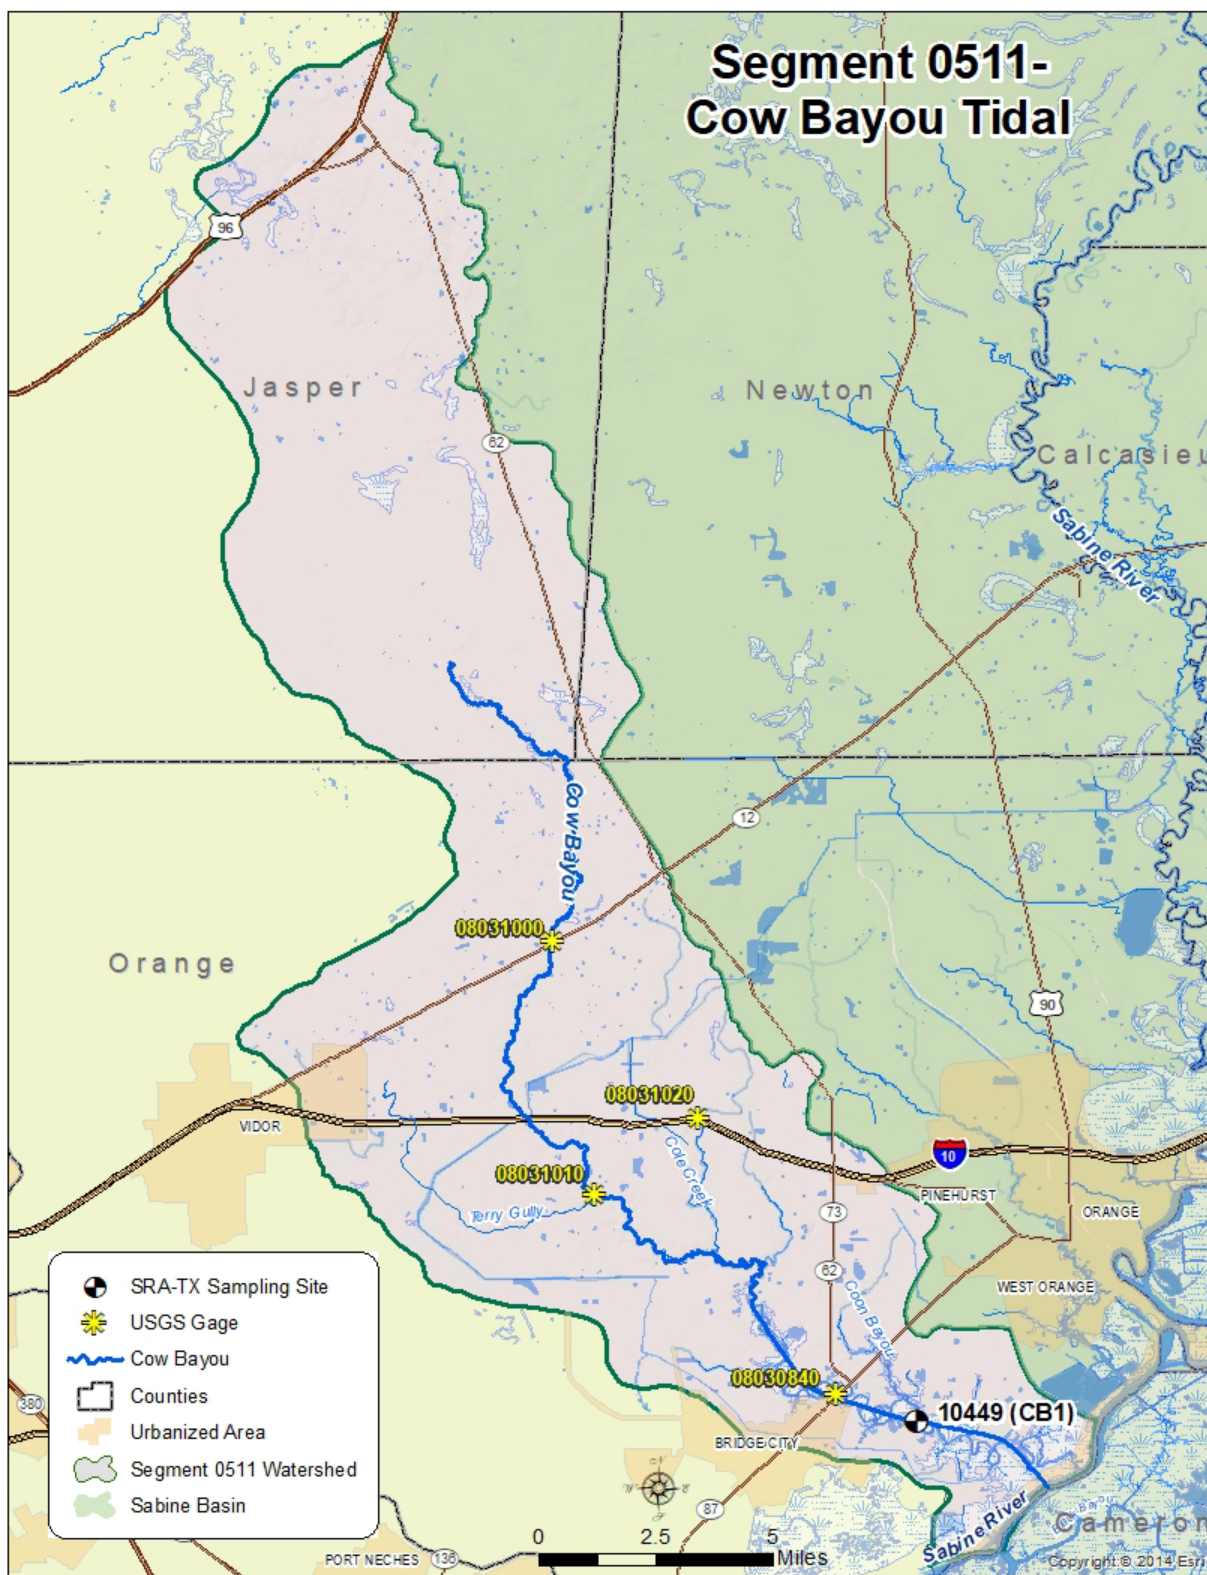 Segment 0511-
Cow Bayou Tidal
96
Jasper
Newton
62
Calcasieu
Sabine River
12
Cow Bayou
08031000
Orange
90
08031020
VIDOR
10
Cole Creek
08031010
PINEHURST
Terry Gully
73
ORANGE
62
WEST ORANGE
Coon Bayou
SRA-TX Sampling Site
USGS Gage
Cow Bayou
Counties
Urbanized Area
Segment 0511 Watershed
Sabine Basin
08030840
380
10449 (CB1)
BRIDGE CITY
N
W
E
S
87
Sabine River
Bayou
Cameron
PORT NECHES
136
0
2.5
5
Miles
Copyright:© 2014 Esri